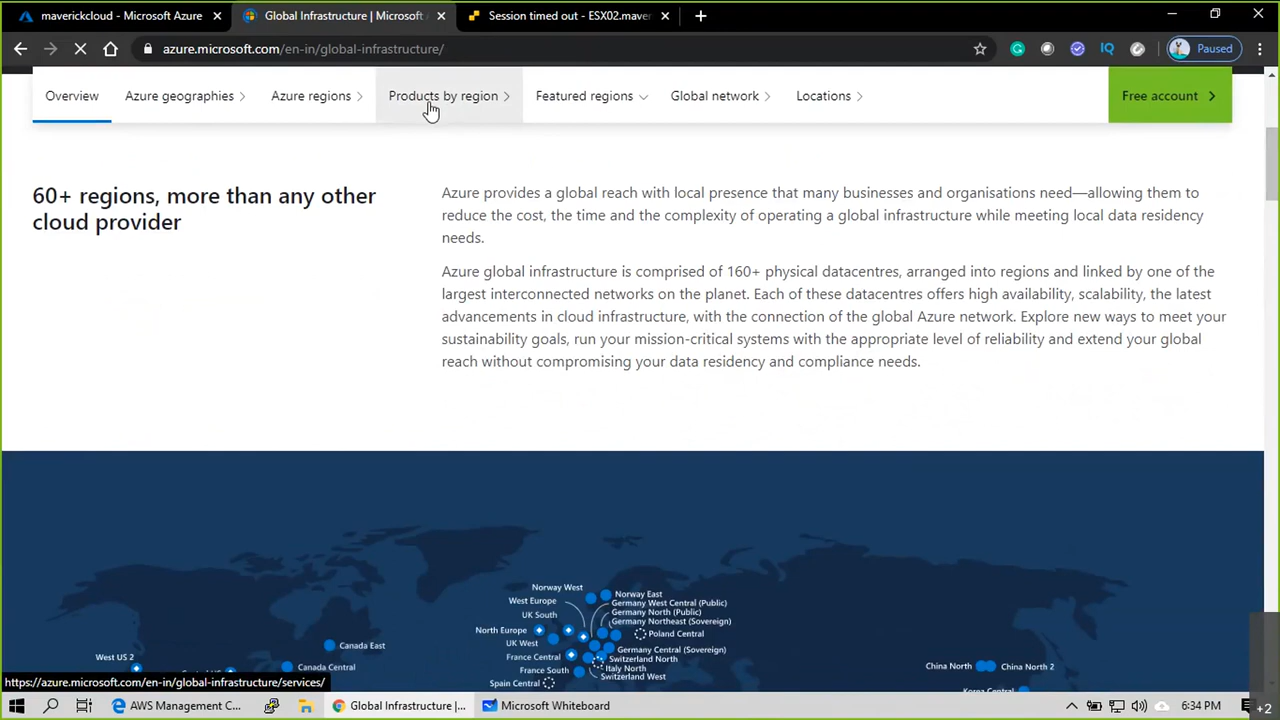 maverickcloud - Microsoft Azure
Global Infrastructure | Microsoft
Session timed out - ESX02.maver
azure.microsoft.com/en-in/global-infrastructure/
IQ
Paused
Overview
Azure geographies
Azure regions
Products by region
Featured regions
Global network
Locations
Free account
60+ regions, more than any other
cloud provider
Azure provides a global reach with local presence that many businesses and organisations need—allowing them to
reduce the cost, the time and the complexity of operating a global infrastructure while meeting local data residency
needs.
Azure global infrastructure is comprised of 160+ physical datacentres, arranged into regions and linked by one of the
largest interconnected networks on the planet. Each of these datacentres offers high availability, scalability, the latest
advancements in cloud infrastructure, with the connection of the global Azure network. Explore new ways to meet your
sustainability goals, run your mission-critical systems with the appropriate level of reliability and extend your global
reach without compromising your data residency and compliance needs.
Norway West
Norway East
West Europe
Germany West Central (Public)
UK South
Germany North (Public)
Germany Northeast (Sovereign)
North Europe
Poland Central
UK West
Germany Central (Sovereign)
Canada East
France Central
Switzerland North
West US 2
Canada Central
Italy North
China North
China North 2
France South
Switzerland West
Spain Central
https://azure.microsoft.com/en-in/global-infrastructure/services/
AWS Management C...
Global Infrastructure |...
Microsoft Whiteboard
6:34 PM
+2